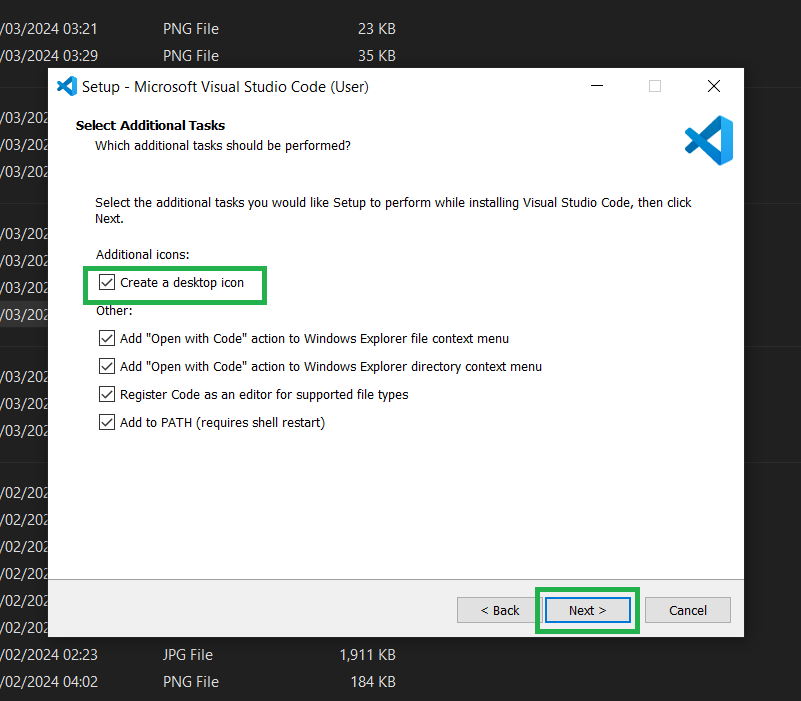 /03/2024 03:21 PNG File 23 KB
/03/2024 03:29 PNG File 35 KB
Setup - Microsoft Visual Studio Code (User)
/03/202
Select Additional Tasks
/03/202
Which additional tasks should be performed?
/03/202
Select the additional tasks you would like Setup to perform while installing Visual Studio Code, then click
Next.
/03/202
Additional icons:
/03/202
Create a desktop icon
/03/202
Other:
/03/202
Add "Open with Code" action to Windows Explorer file context menu
Add "Open with Code" action to Windows Explorer directory context menu
/03/202
Register Code as an editor for supported file types
/03/202
Add to PATH (requires shell restart)
/03/202
/02/202
/02/202
/02/202
/02/202
/02/202
< Back Next > Cancel
/02/202
/02/2024 02:23 JPG File 1,911 KB
/02/2024 04:02 PNG File 184 KB